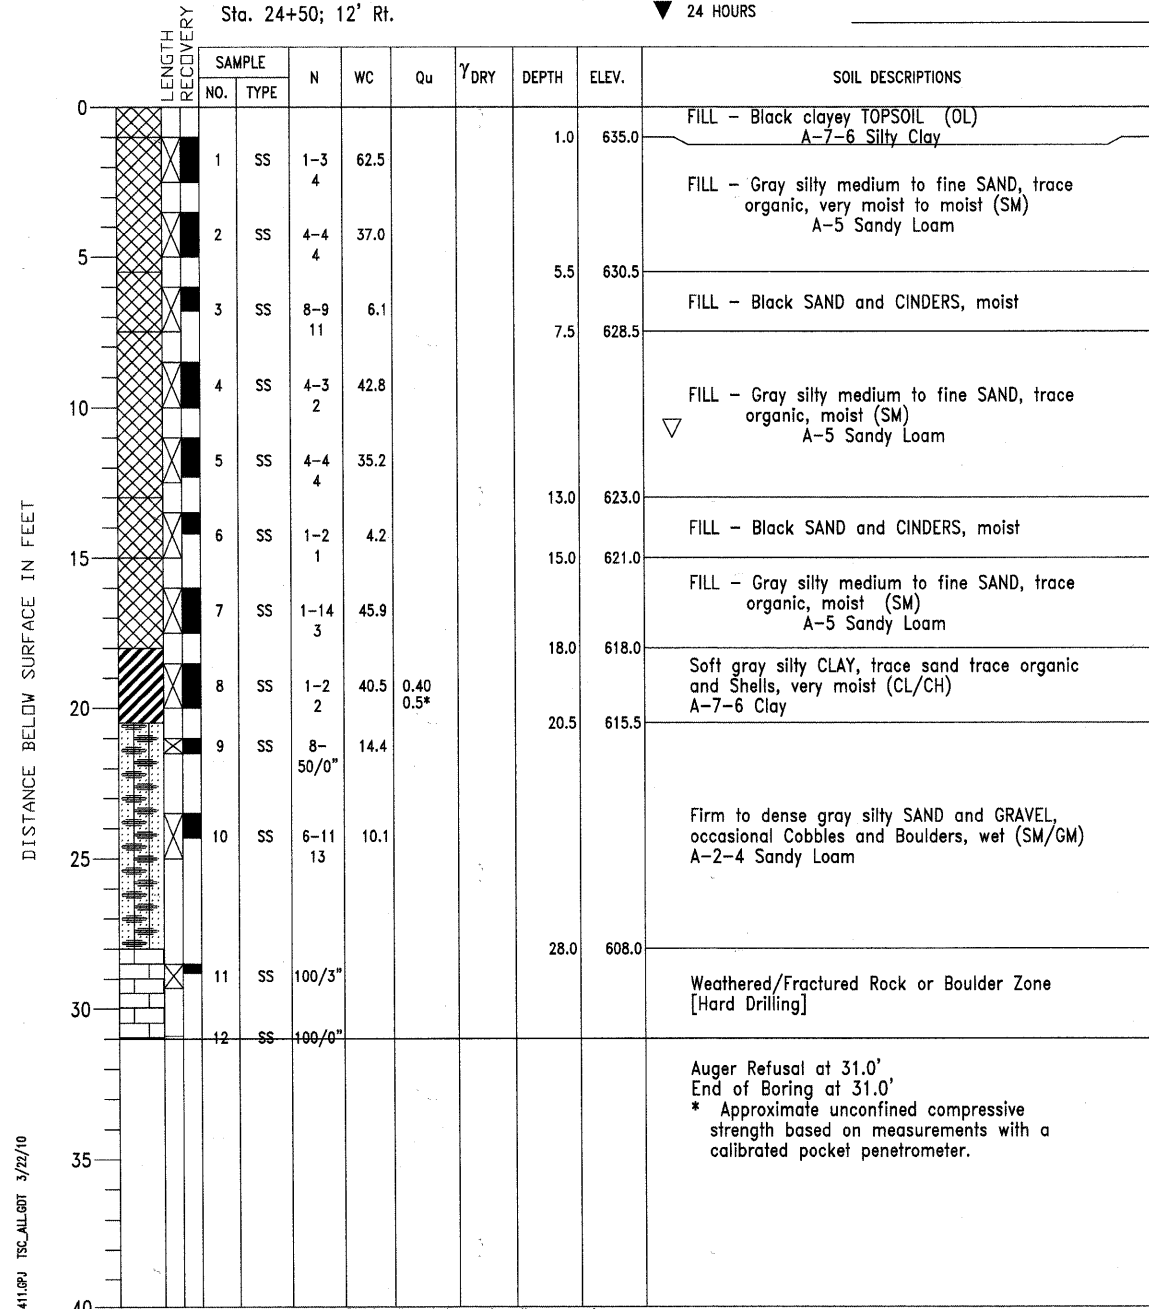 Sta. 24+50; 12' Rt.
▼ 24 HOURS
LENGTH
RECOVERY
SAMPLE
NO. TYPE N WC Qu γDRY DEPTH ELEV. SOIL DESCRIPTIONS
0
FILL – Black clayey TOPSOIL (OL)
A–7–6 Silty Clay
1.0 635.0
1 SS 1–3 62.5
4
FILL – Gray silty medium to fine SAND, trace
organic, very moist to moist (SM)
A–5 Sandy Loam
2 SS 4–4 37.0
4
5
5.5 630.5
3 SS 8–9 6.1
11
FILL – Black SAND and CINDERS, moist
7.5 628.5
4 SS 4–3 42.8
2
10
FILL – Gray silty medium to fine SAND, trace
organic, moist (SM)
A–5 Sandy Loam
5 SS 4–4 35.2
4
13.0 623.0
6 SS 1–2 4.2
1
FILL – Black SAND and CINDERS, moist
15
15.0 621.0
7 SS 1–14 45.9
3
FILL – Gray silty medium to fine SAND, trace
organic, moist (SM)
A–5 Sandy Loam
18.0 618.0
8 SS 1–2 40.5 0.40
2 0.5*
Soft gray silty CLAY, trace sand trace organic
and Shells, very moist (CL/CH)
A–7–6 Clay
20
20.5 615.5
9 SS 8– 14.4
50/0"
10 SS 6–11 10.1
13
Firm to dense gray silty SAND and GRAVEL,
occasional Cobbles and Boulders, wet (SM/GM)
A–2–4 Sandy Loam
25
28.0 608.0
11 SS 100/3"
Weathered/Fractured Rock or Boulder Zone
[Hard Drilling]
30
12 SS 100/0"
Auger Refusal at 31.0'
End of Boring at 31.0'
* Approximate unconfined compressive
strength based on measurements with a
calibrated pocket penetrometer.
35
40
DISTANCE BELOW SURFACE IN FEET
411.GPJ TSC_ALL.GDT 3/22/10